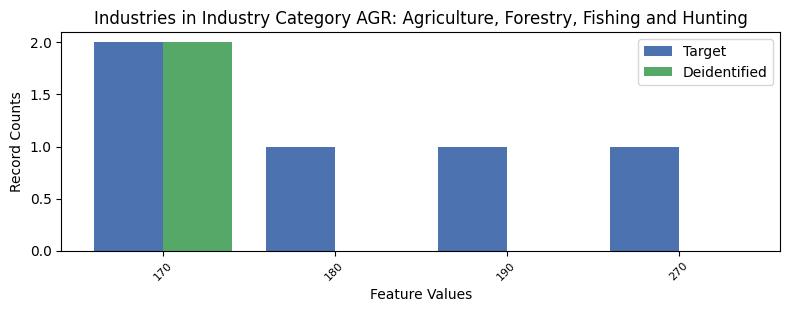 Industries in Industry Category AGR: Agriculture, Forestry, Fishing and Hunting
Target
Deidentified
Record Counts
2.0
1.5
1.0
0.5
0.0
170
180
190
270
Feature Values